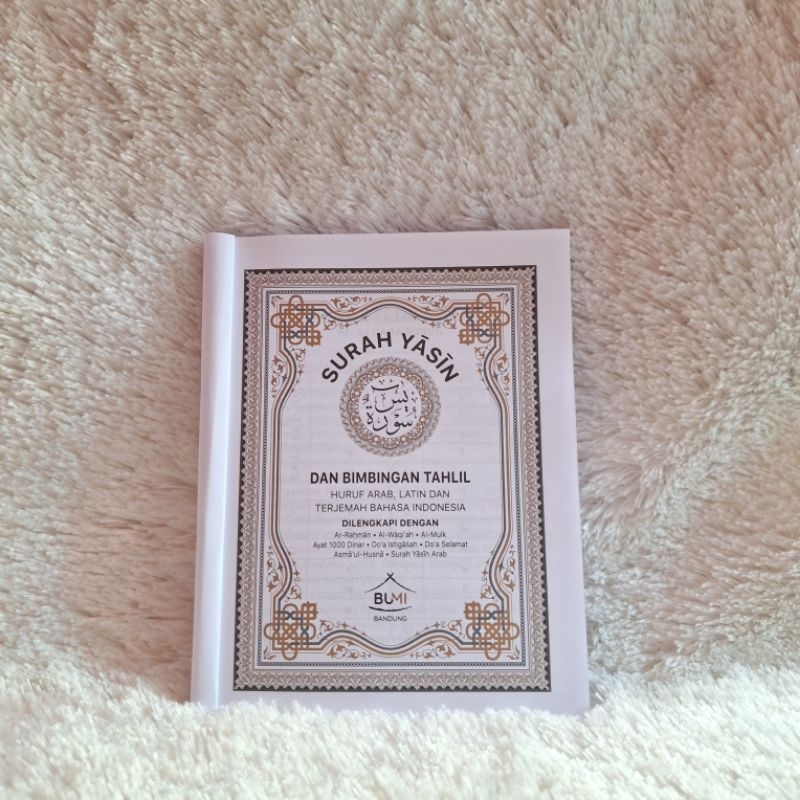 SURAH YĀSĪN
سورة يس
DAN BIMBINGAN TAHLIL
HURUF ARAB, LATIN DAN
TERJEMAH BAHASA INDONESIA
DILENGKAPI DENGAN
Ar-Rahmān • Al-Wāqi'ah • Al-Mulk
Ayat 1000 Dinar • Do'a Istigāsah • Do'a Selamat
Asmā'ul-Husnā • Surah Yāsīn Arab
BUMI
BANDUNG